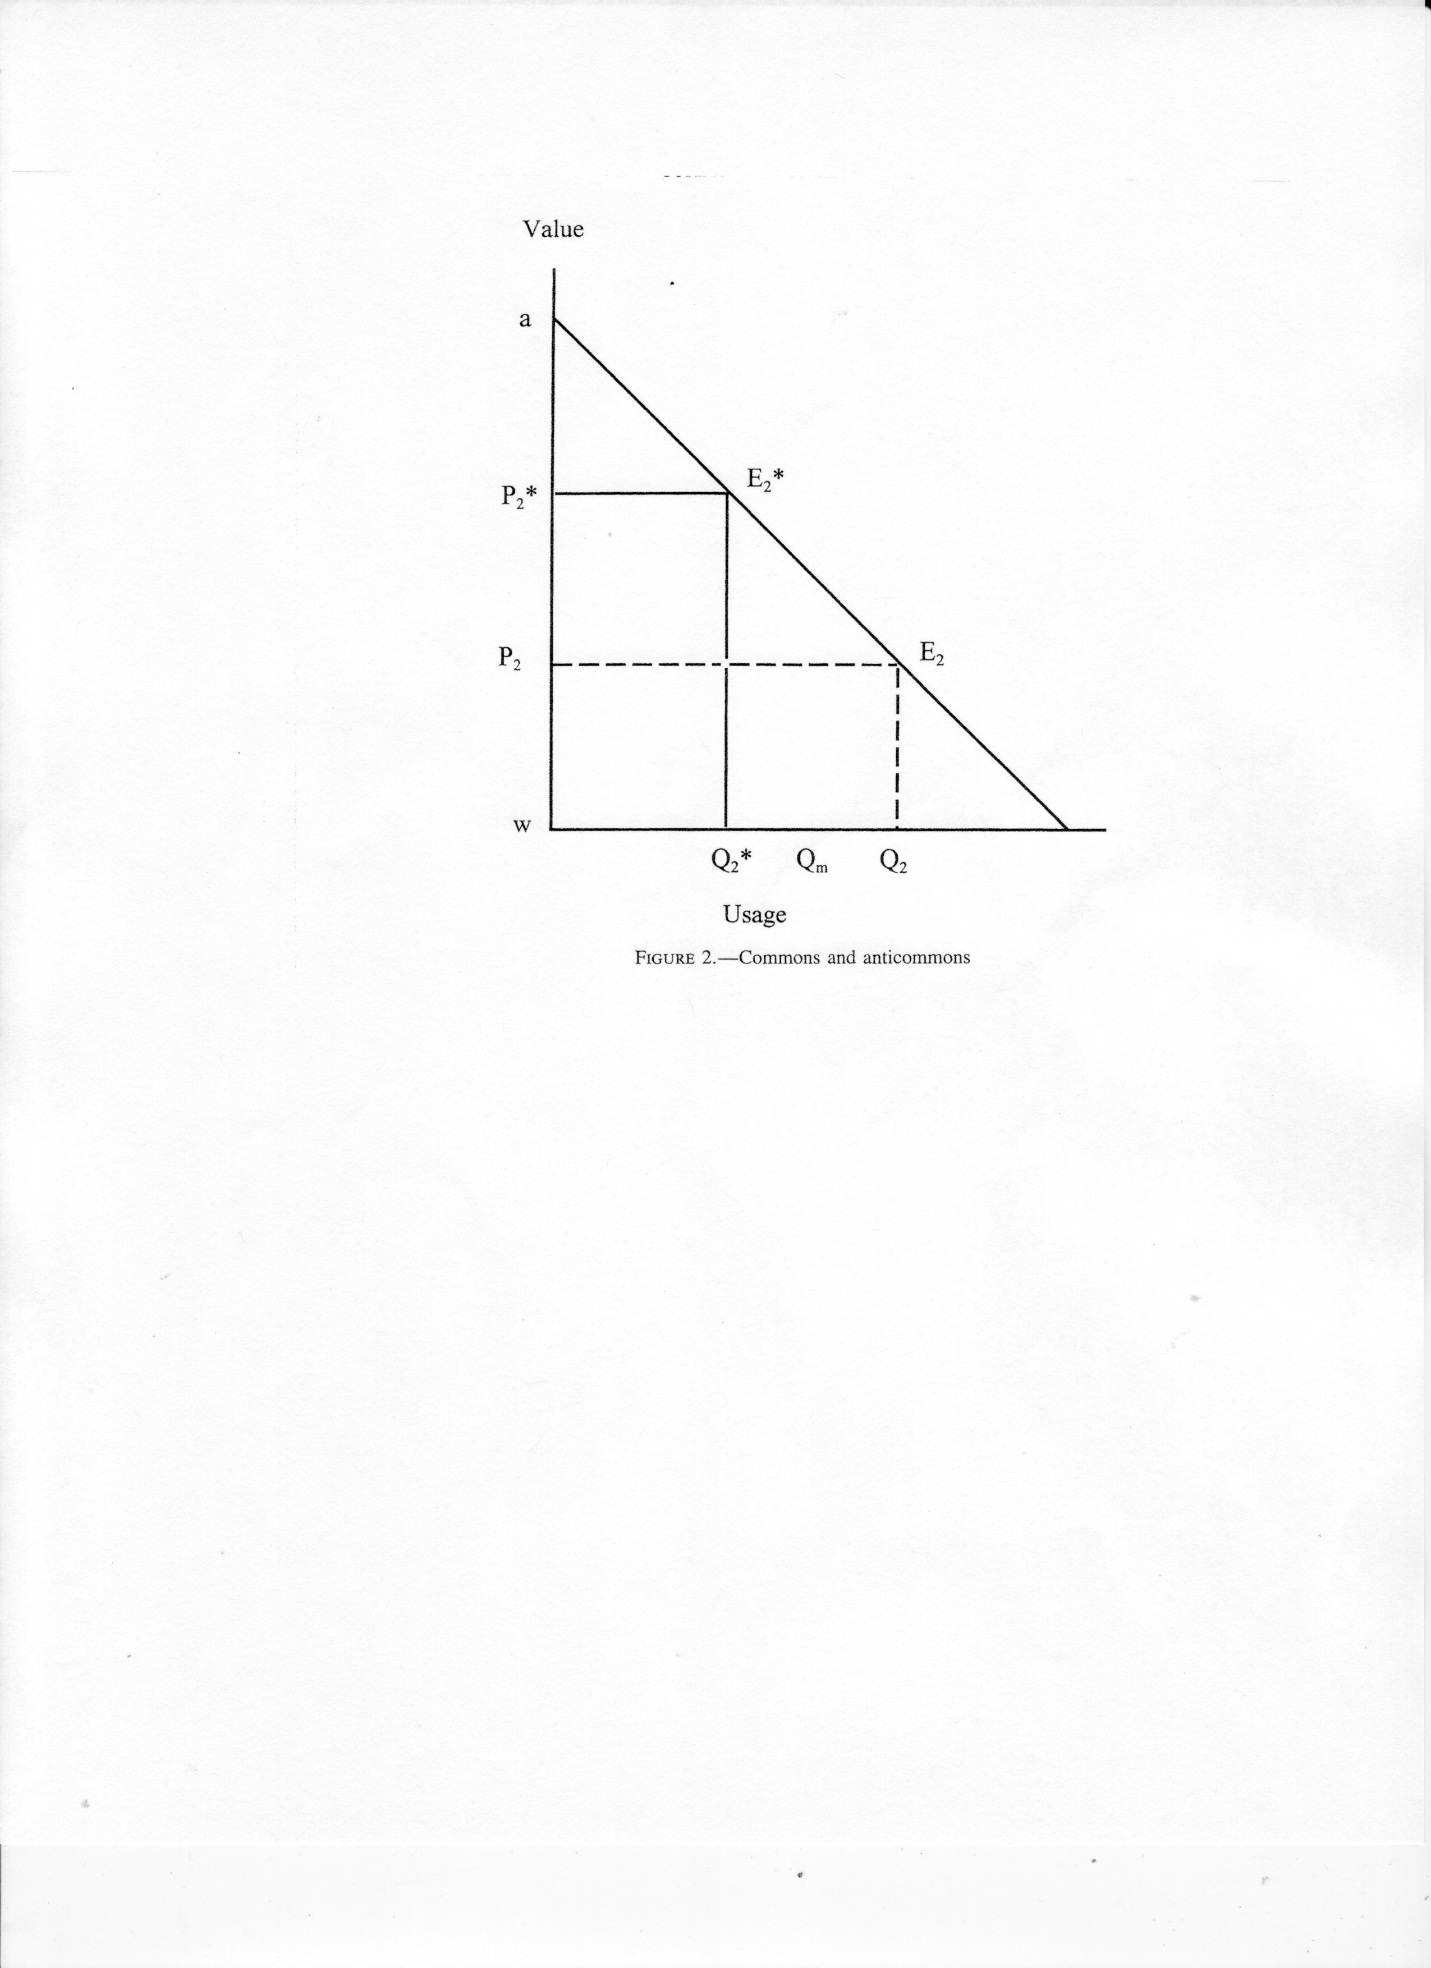 Value
a
E₂*
P₂*
E₂
P₂
w
Q₂* Qₘ Q₂
Usage
FIGURE 2.—Commons and anticommons